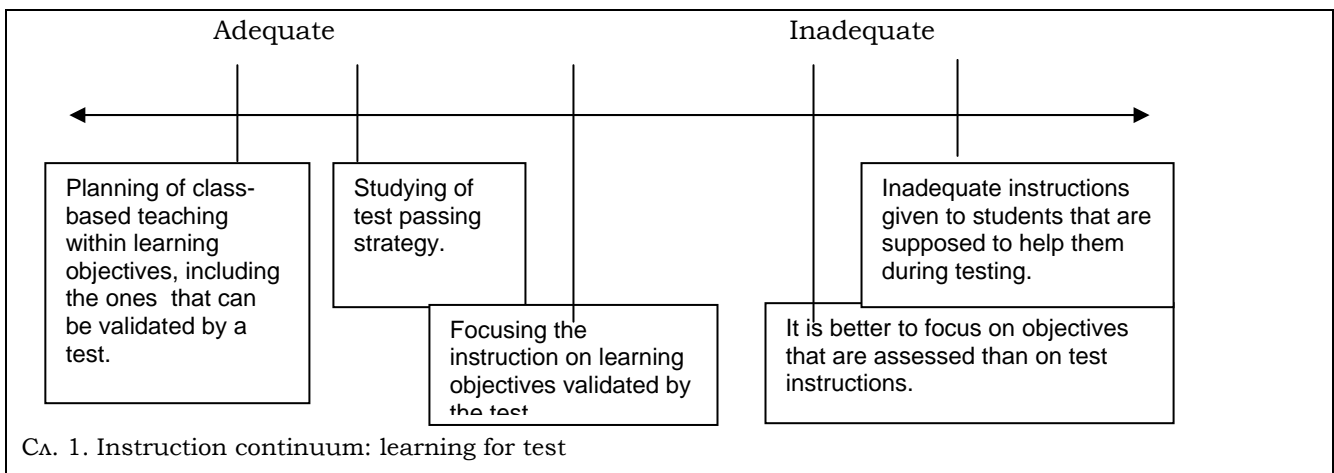 Adequate
Inadequate
Planning of class-
based teaching
within learning
objectives, including
the ones that can
be validated by a
test.
Studying of
test passing
strategy.
Focusing the
instruction on learning
objectives validated by
the test
Inadequate instructions
given to students that are
supposed to help them
during testing.
It is better to focus on objectives
that are assessed than on test
instructions.
Сл. 1. Instruction continuum: learning for test